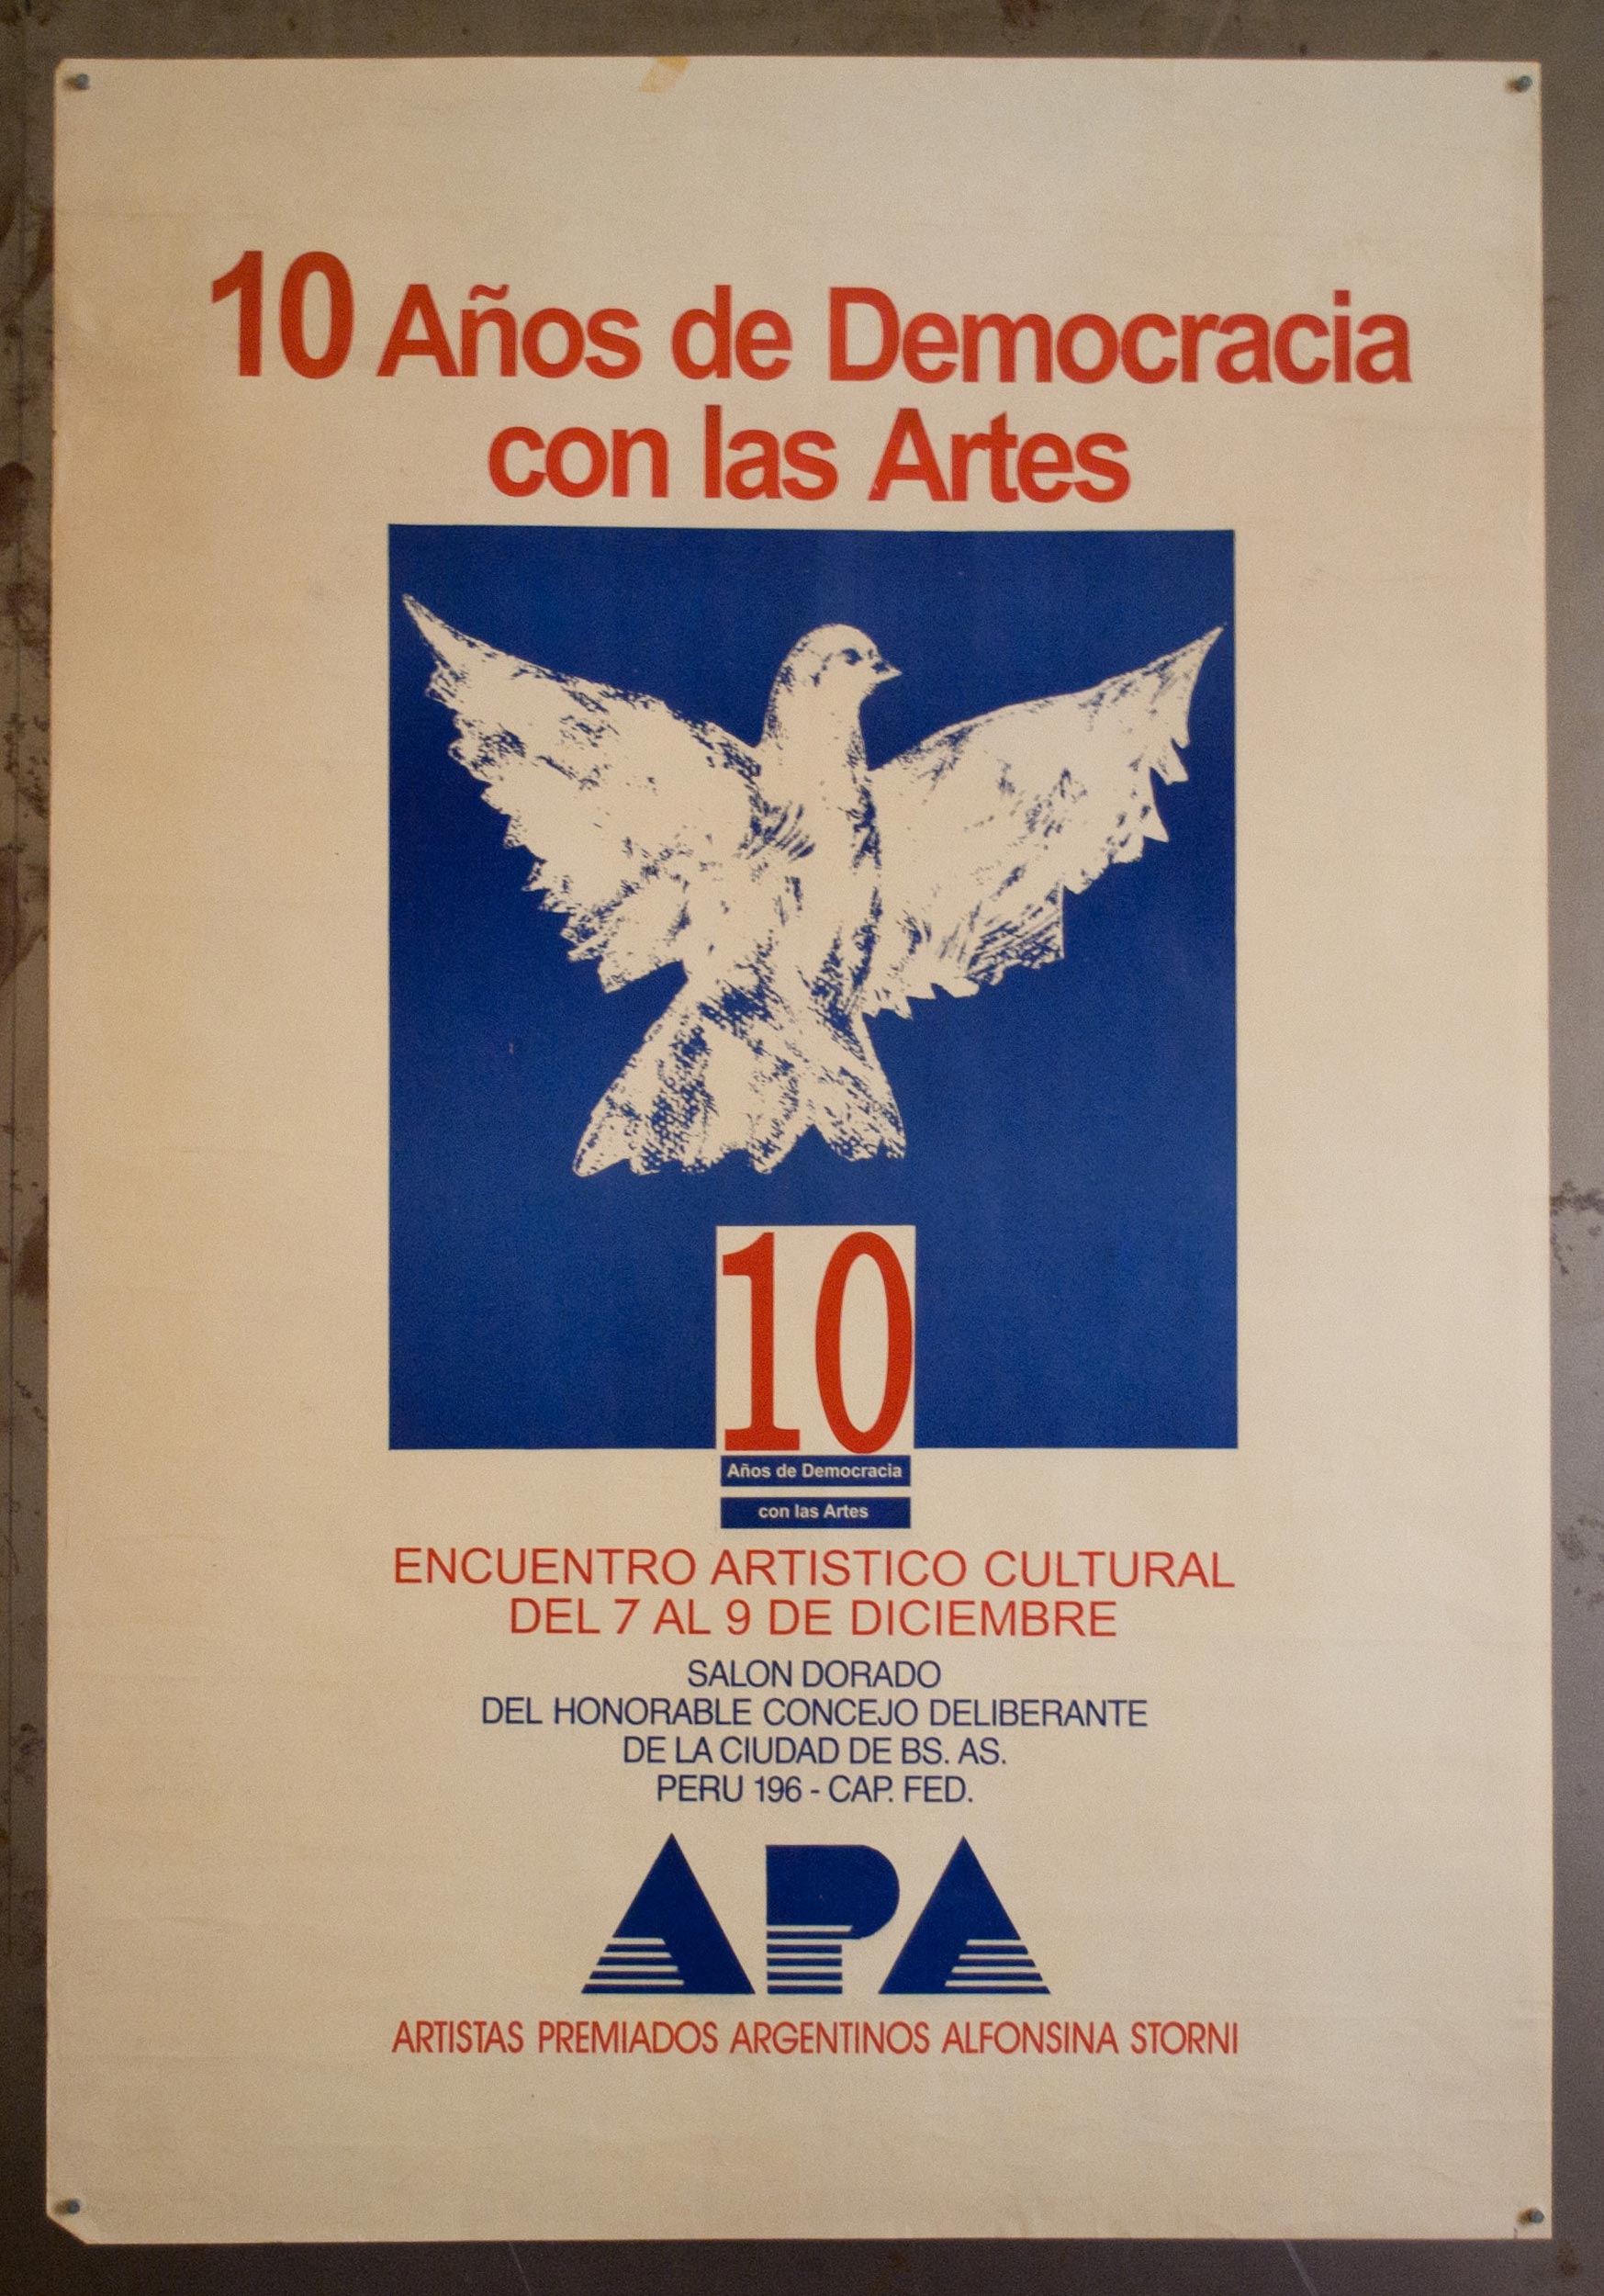 10 Años de Democracia
con las Artes
10
Años de Democracia
con las Artes
ENCUENTRO ARTISTICO CULTURAL
DEL 7 AL 9 DE DICIEMBRE
SALON DORADO
DEL HONORABLE CONCEJO DELIBERANTE
DE LA CIUDAD DE BS. AS.
PERU 196 - CAP. FED.
APA
ARTISTAS PREMIADOS ARGENTINOS ALFONSINA STORNI